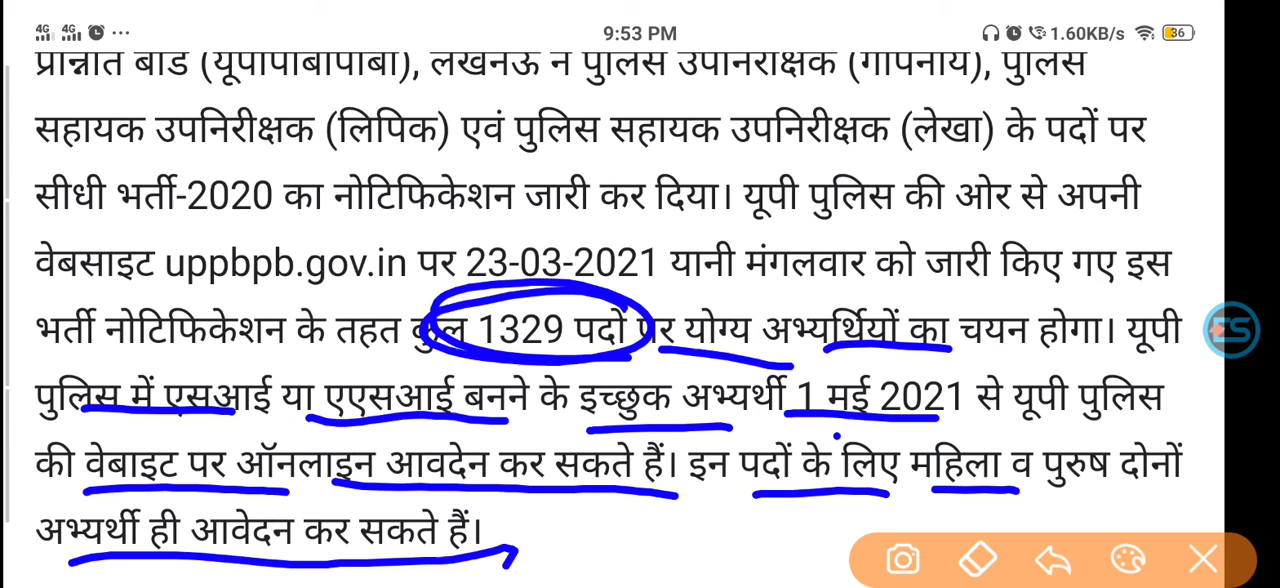 4G 4G ... 9:53 PM 1.60KB/s 36
प्रोन्नति बोर्ड (यूपीपीबीपीबी), लखनऊ ने पुलिस उपनिरीक्षक (गोपनीय), पुलिस
सहायक उपनिरीक्षक (लिपिक) एवं पुलिस सहायक उपनिरीक्षक (लेखा) के पदों पर
सीधी भर्ती-2020 का नोटिफिकेशन जारी कर दिया। यूपी पुलिस की ओर से अपनी
वेबसाइट uppbpb.gov.in पर 23-03-2021 यानी मंगलवार को जारी किए गए इस
भर्ती नोटिफिकेशन के तहत कुल 1329 पदों पर योग्य अभ्यर्थियों का चयन होगा। यूपी
पुलिस में एसआई या एएसआई बनने के इच्छुक अभ्यर्थी 1 मई 2021 से यूपी पुलिस
की वेबाइट पर ऑनलाइन आवदेन कर सकते हैं। इन पदों के लिए महिला व पुरुष दोनों
अभ्यर्थी ही आवेदन कर सकते हैं।